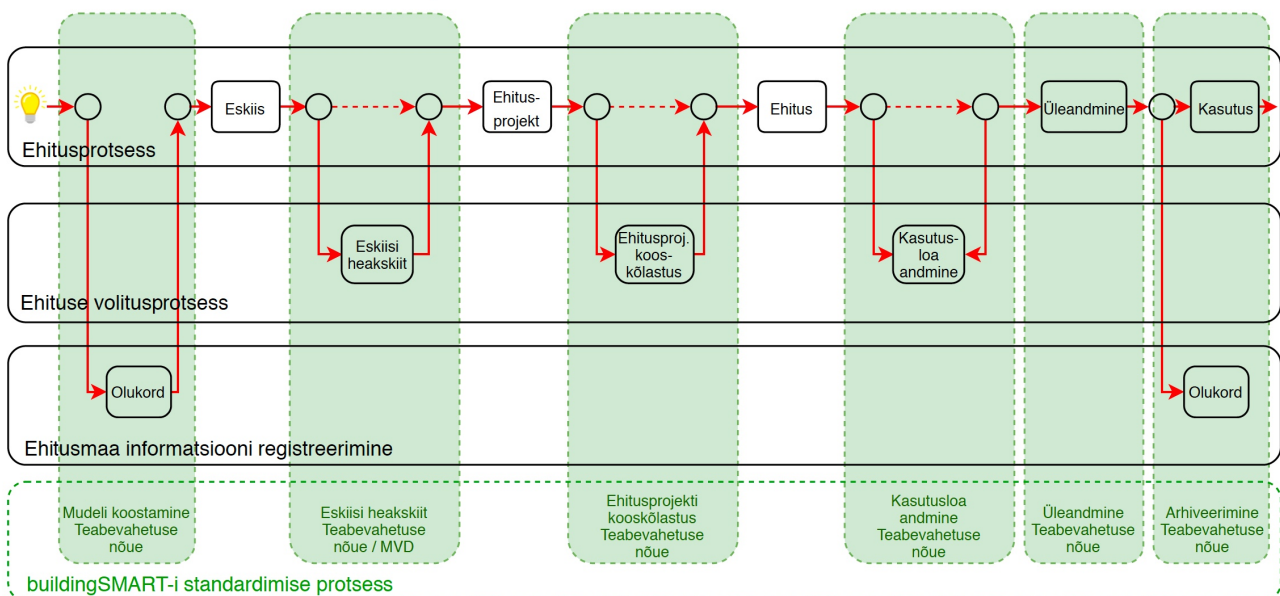 Eskiis
Ehitus-
projekt
Ehitus
Üleandmine
Kasutus
Ehitusprotsess
Eskiisi
heakskiit
Ehitusproj.
koos-
kõlastus
Kasutus-
loa
andmine
Ehituse volitusprotsess
Olukord
Olukord
Ehitusmaa informatsiooni registreerimine
Mudeli koostamine
Teabevahetuse
nõue
Eskiisi heakskiit
Teabevahetuse
nõue / MVD
Ehitusprojekti
kooskõlastus
Teabevahetuse
nõue
Kasutusloa
andmine
Teabevahetuse
nõue
Üleandmine
Teabevahetuse
nõue
Arhiveerimine
Teabevahetuse
nõue
buildingSMART-i standardimise protsess